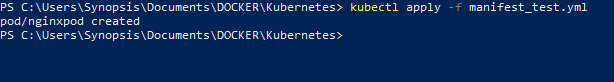 PS C:\Users\Synopsis\Documents\DOCKER\Kubernetes> kubectl apply -f manifest_test.yml
pod/nginxpod created
PS C:\Users\Synopsis\Documents\DOCKER\Kubernetes>